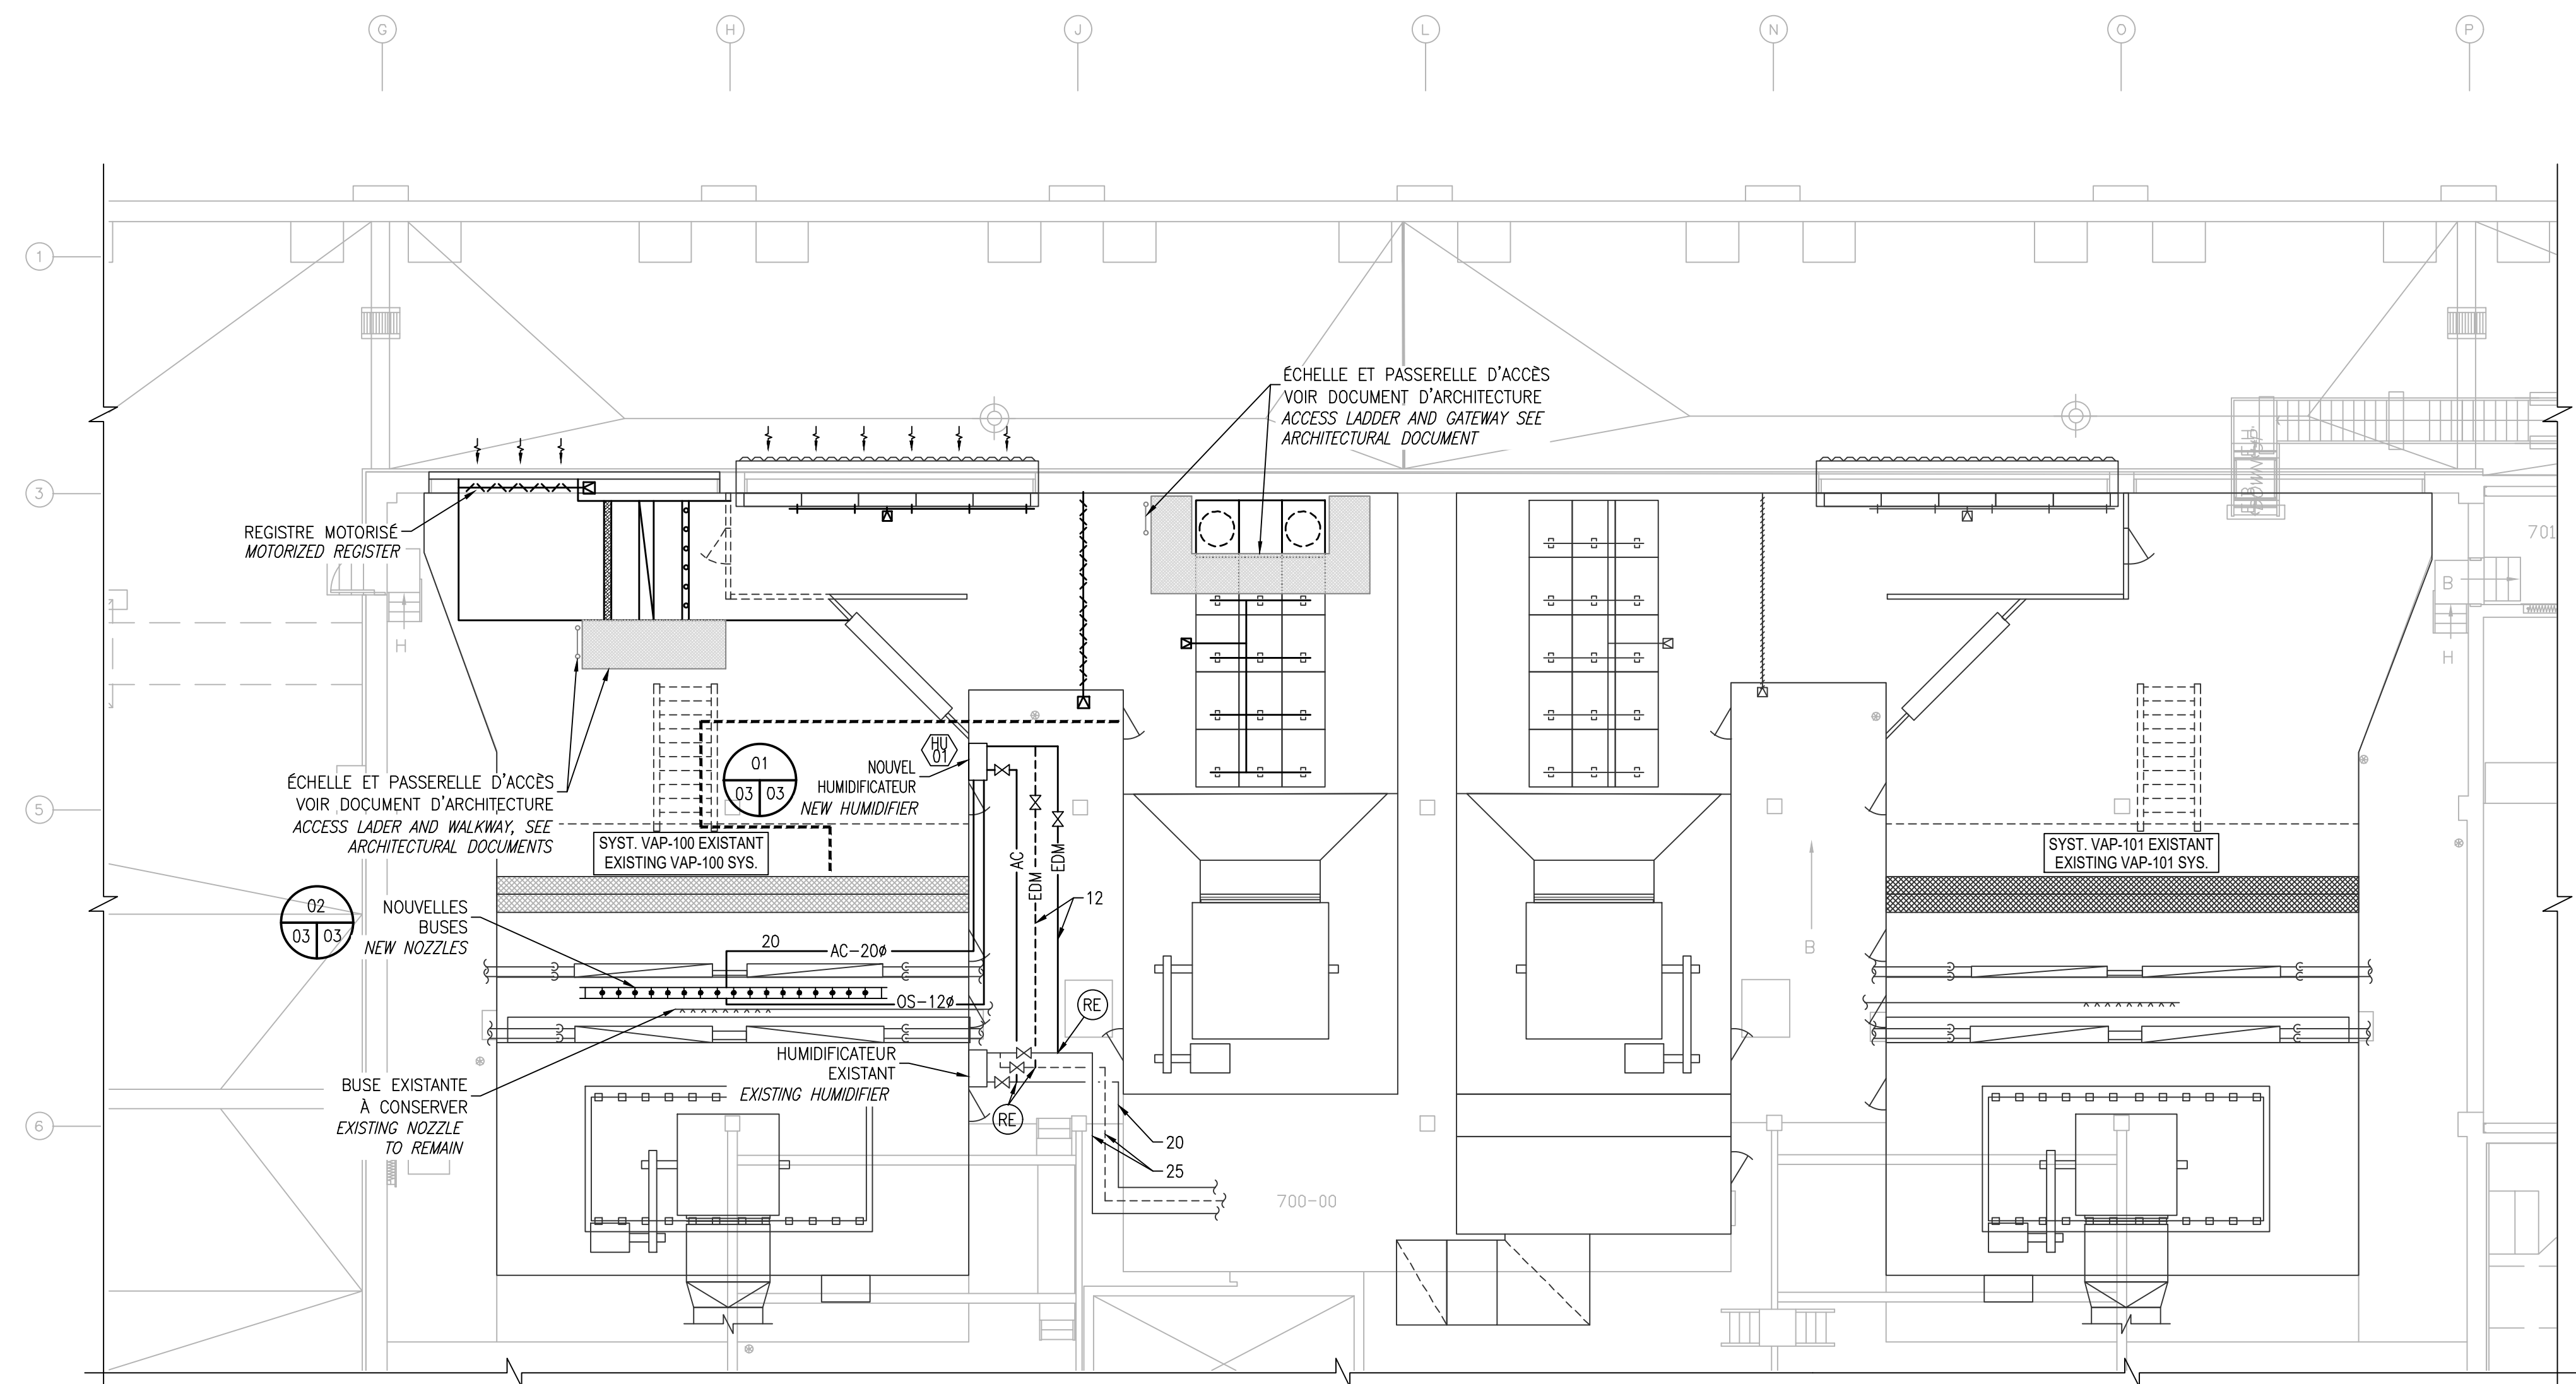 G
H
J
L
N
O
P
1
3
5
6
ÉCHELLE ET PASSERELLE D'ACCÈS
VOIR DOCUMENT D'ARCHITECTURE
ACCESS LADDER AND GATEWAY SEE
ARCHITECTURAL DOCUMENT
REGISTRE MOTORISÉ
MOTORIZED REGISTER
701
H
B
H
HU
01
01
03 03
NOUVEL
HUMIDIFICATEUR
NEW HUMIDIFIER
ÉCHELLE ET PASSERELLE D'ACCÈS
VOIR DOCUMENT D'ARCHITECTURE
ACCESS LADER AND WALKWAY, SEE
ARCHITECTURAL DOCUMENTS
SYST. VAP-100 EXISTANT
EXISTING VAP-100 SYS.
SYST. VAP-101 EXISTANT
EXISTING VAP-101 SYS.
AC
EDM
EDM
12
02
03 03
NOUVELLES
BUSES
NEW NOZZLES
20
AC-20ø
OS-12ø
B
RE
HUMIDIFICATEUR
EXISTANT
EXISTING HUMIDIFIER
RE
BUSE EXISTANTE
À CONSERVER
EXISTING NOZZLE
TO REMAIN
20
25
700-00